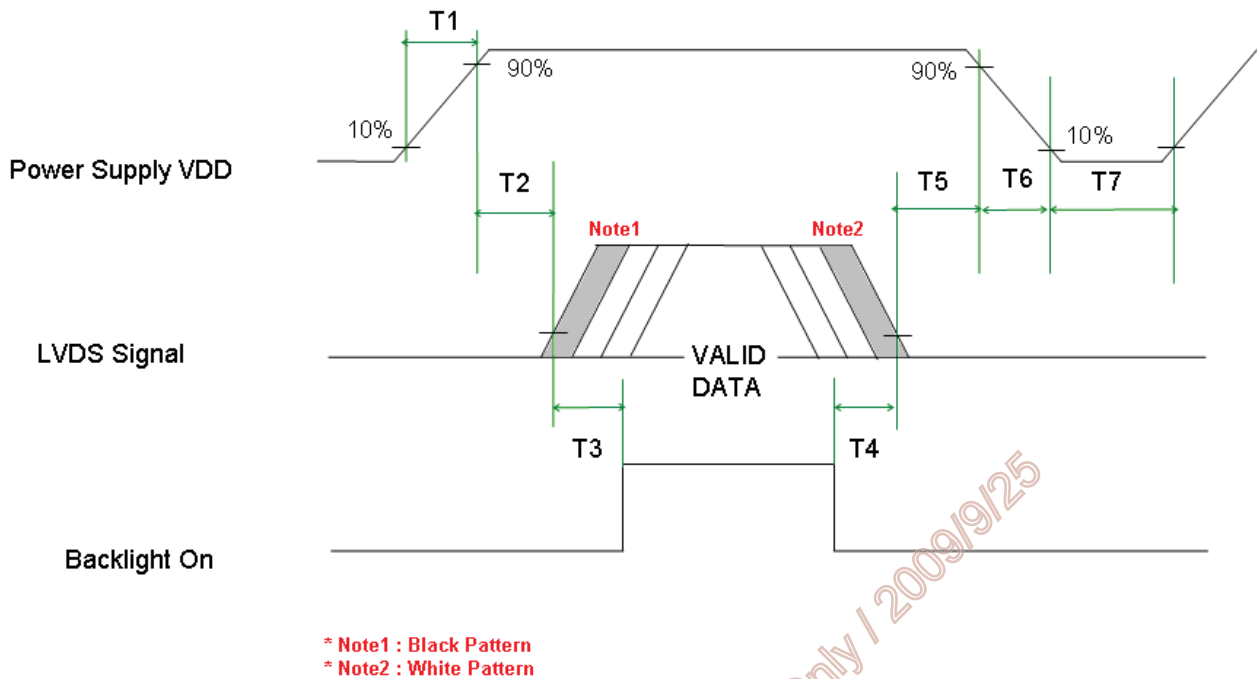 T1
90%
90%
10%
10%
Power Supply VDD
T2
T5
T6
T7
Note1
Note2
LVDS Signal
VALID
DATA
T3
T4
Backlight On
only / 2009/9/25
* Note1 : Black Pattern
* Note2 : White Pattern